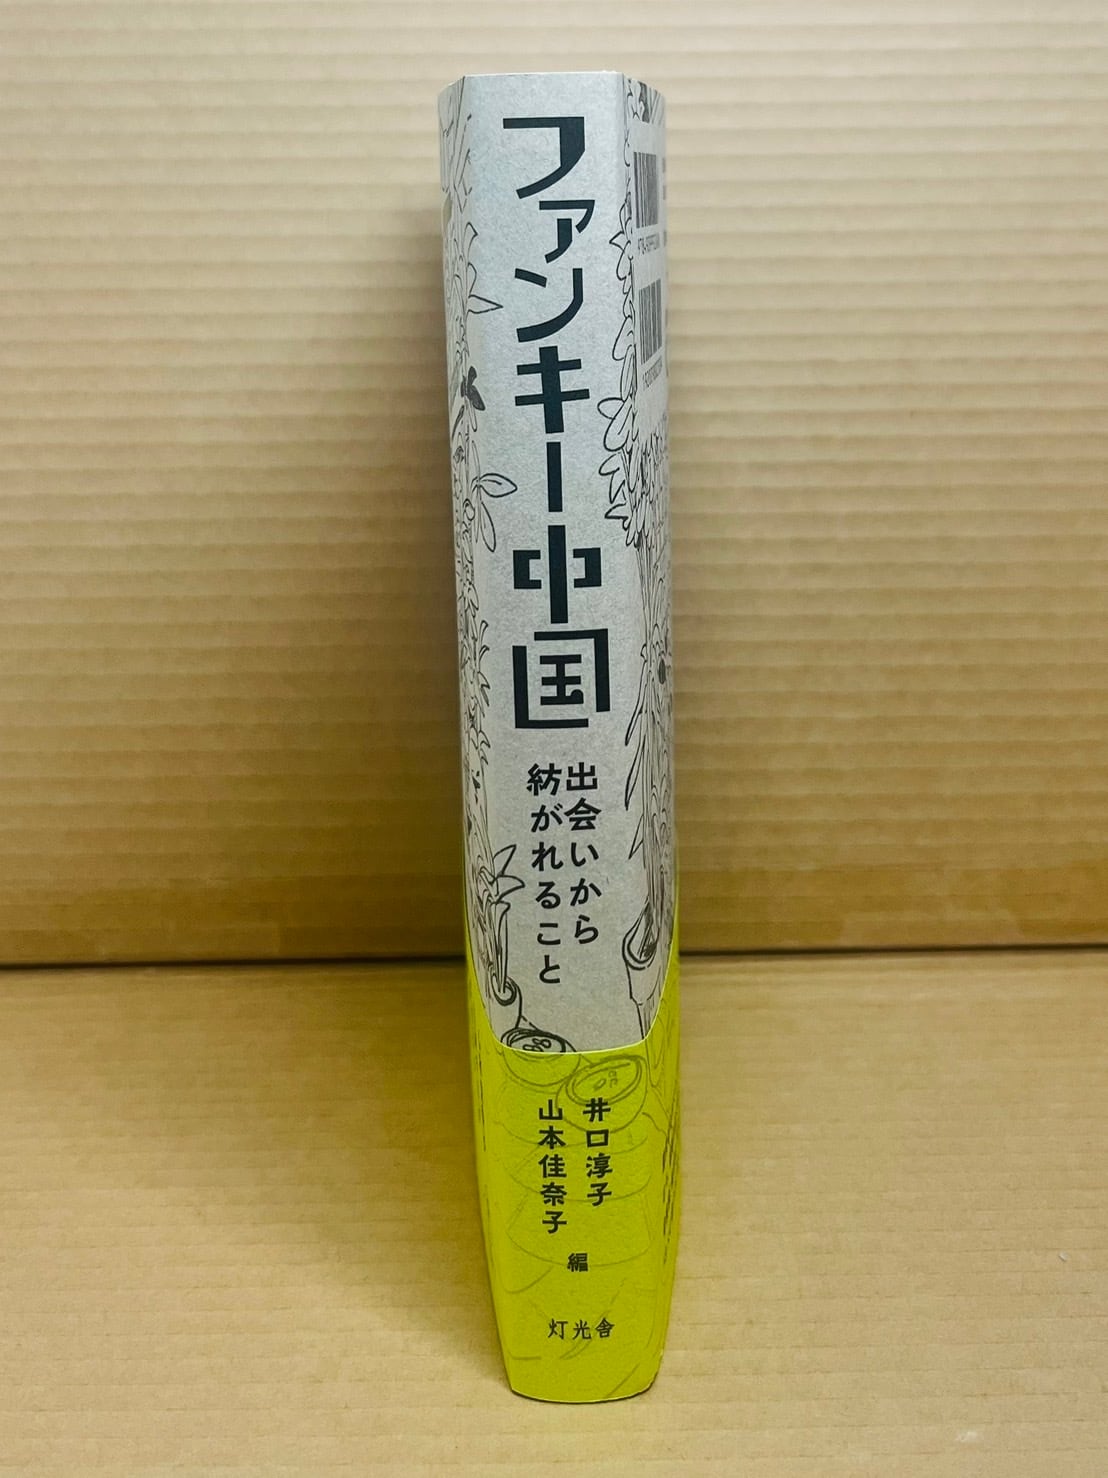 ファンキー中国
出会いから
紡がれること
井口淳子
山本佳奈子
編
灯光舎